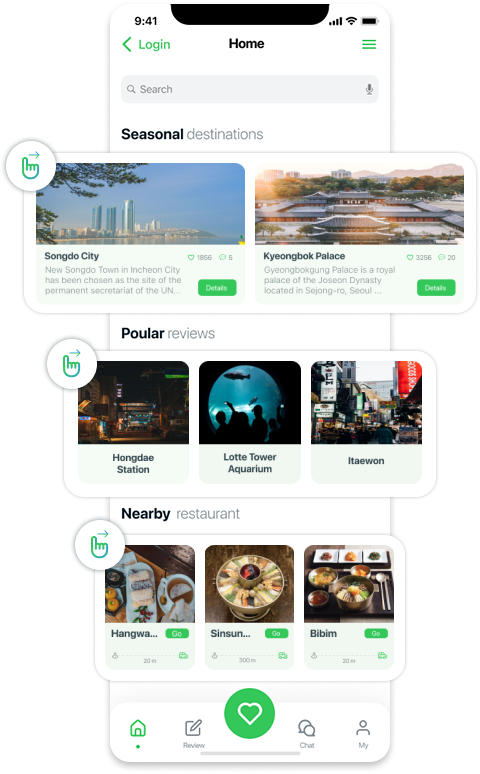 9:41
Login
Home
Search
Seasonal destinations
Songdo City
1856
5
New Songdo Town in Incheon City
has been chosen as the site of the
permanent secretariat of the UN...
Details
Kyeongbok Palace
3256
20
Gyeongbokgung Palace is a royal
palace of the Joseon Dynasty
located in Sejong-ro, Seoul ...
Details
Poular reviews
Hongdae
Station
Lotte Tower
Aquarium
Itaewon
Nearby restaurant
Hangwa...
Go
20 m
Sinsun...
Go
300 m
Bibim
Go
20 m
Review
Chat
My